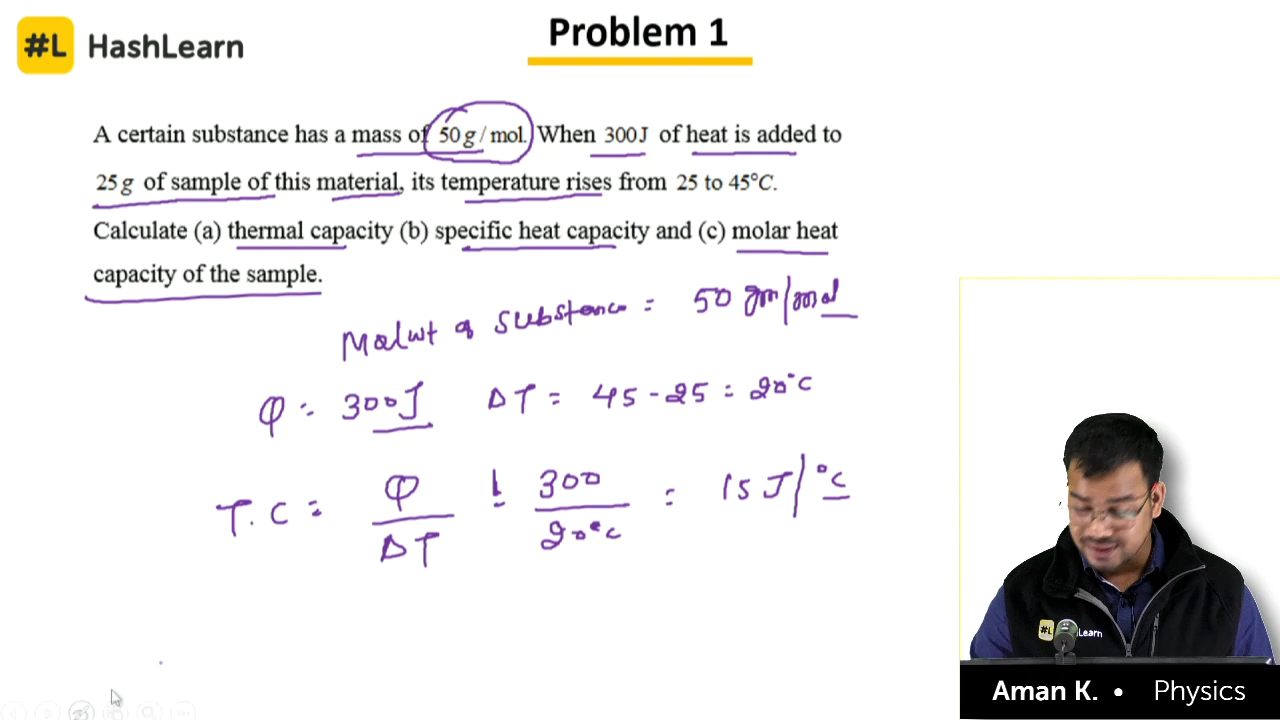 #L HashLearn
Problem 1
A certain substance has a mass of 50 g / mol. When 300J of heat is added to
25 g of sample of this material, its temperature rises from 25 to 45°C.
Calculate (a) thermal capacity (b) specific heat capacity and (c) molar heat
capacity of the sample.
Molwt of substance = 50 gm/mol
Q = 300J ΔT = 45 - 25 = 20°C
T.C = Q/ΔT = 300/20°C = 15 J/°C
#L Learn
Aman K. • Physics